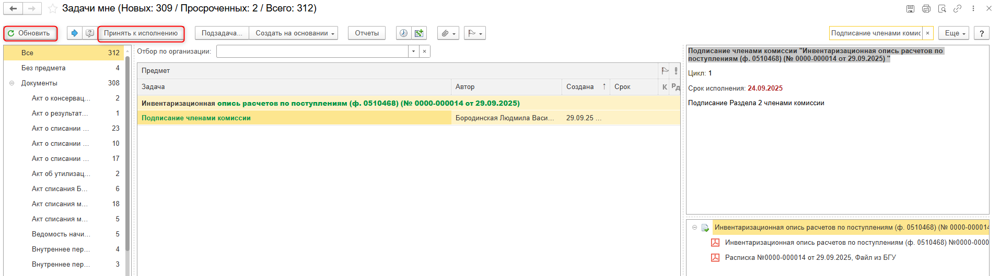 Задачи мне (Новых: 309 / Просроченных: 2 / Всего: 312)
Обновить
Принять к исполнению
Подзадача...
Создать на основании
Отчеты
Подписание членами комис
×
Еще
?
Все 312
Без предмета 4
Документы 308
Акт о консервац... 2
Акт о результат... 1
Акт о списании ... 23
Акт о списании ... 10
Акт о списании ... 17
Акт об утилизац... 2
Акт списания Б... 6
Акт списания м... 18
Акт списания м... 5
Ведомость начи... 5
Внутреннее пер... 4
Внутреннее пер... 3
Отбор по организации:
Предмет
Задача Автор Создана ↑ Срок К Рд
Инвентаризационная опись расчетов по поступлениям (ф. 0510468) (№ 0000-000014 от 29.09.2025)
Подписание членами комиссии Бородинская Людмила Васи... 29.09.25 ...
Подписание членами комиссии "Инвентаризационная опись расчетов по
поступлениям (ф. 0510468) (№ 0000-000014 от 29.09.2025) "
Цикл: 1
Срок исполнения: 24.09.2025
Подписание Раздела 2 членами комиссии
Инвентаризационная опись расчетов по поступлениям (ф. 0510468) (№ 0000-000014
Инвентаризационная опись расчетов по поступлениям (ф. 0510468) №0000-0000
Расписка №0000-000014 от 29.09.2025, Файл из БГУ